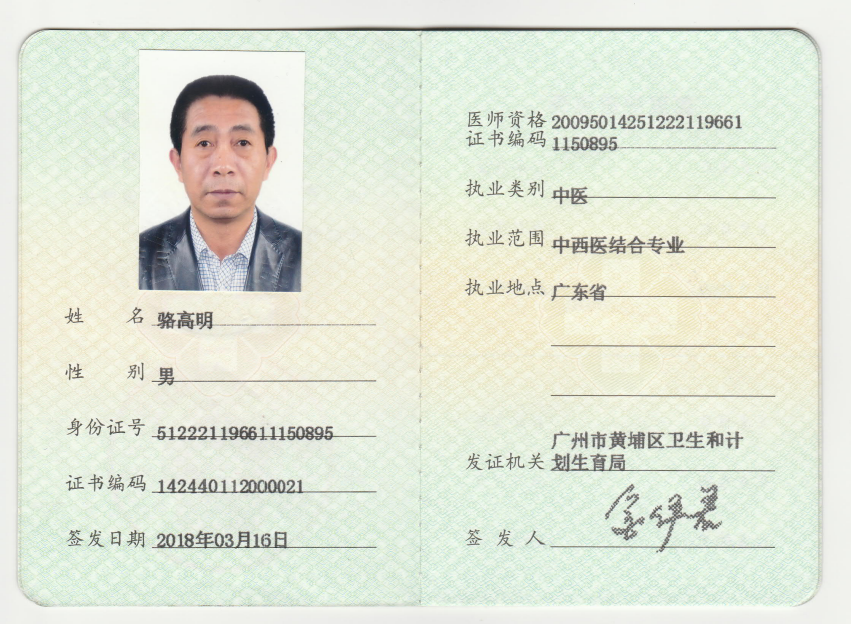 姓 名 骆高明
性 别 男
身份证号 512221196611150895
证书编码 142440112000021
签发日期 2018年03月16日
医师资格 20095014251222119661
证书编码 1150895
执业类别 中医
执业范围 中西医结合专业
执业地点 广东省
广州市黄埔区卫生和计
发证机关 划生育局
签 发 人